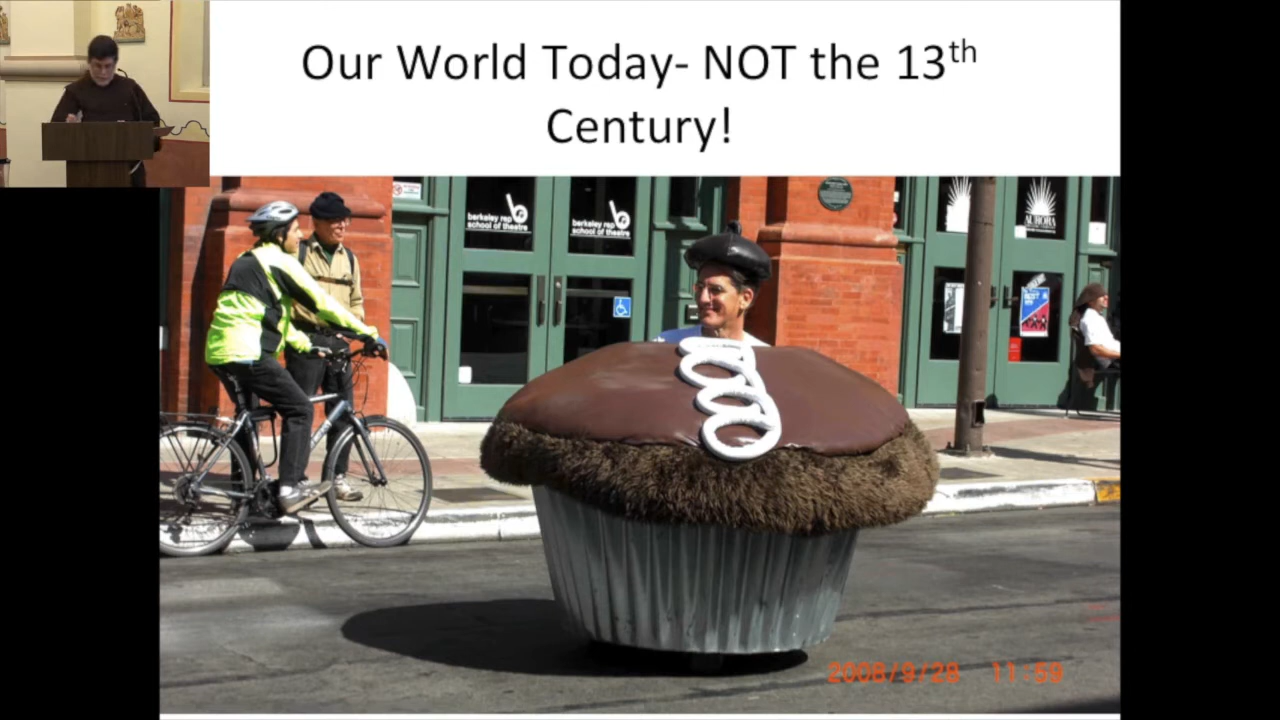 Our World Today- NOT the 13th
Century!
berkeley rep
school of theatre
berkeley rep
school of theatre
AURORA
2008/9/28 11:59